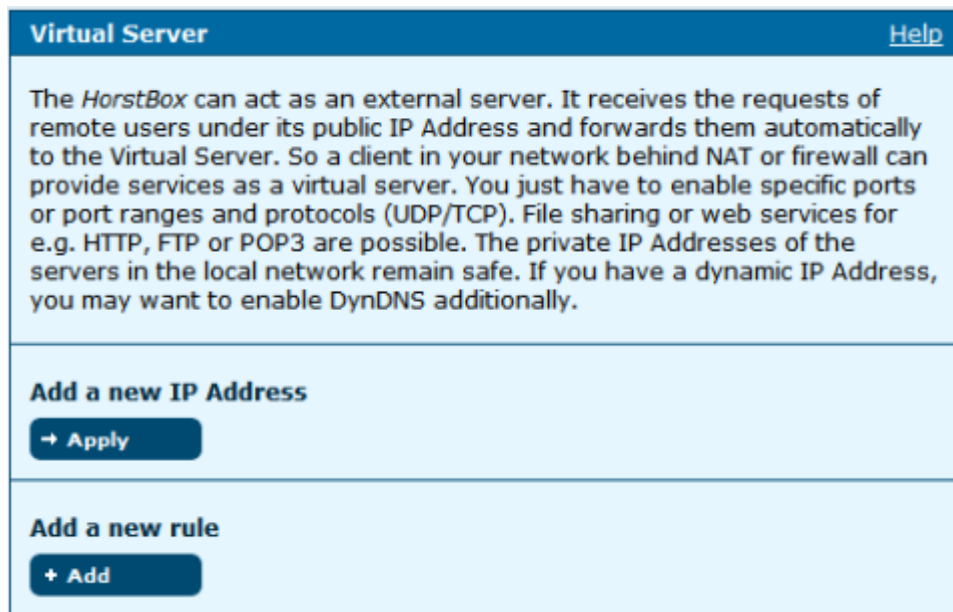 Virtual Server
Help
The HorstBox can act as an external server. It receives the requests of
remote users under its public IP Address and forwards them automatically
to the Virtual Server. So a client in your network behind NAT or firewall can
provide services as a virtual server. You just have to enable specific ports
or port ranges and protocols (UDP/TCP). File sharing or web services for
e.g. HTTP, FTP or POP3 are possible. The private IP Addresses of the
servers in the local network remain safe. If you have a dynamic IP Address,
you may want to enable DynDNS additionally.
Add a new IP Address
→ Apply
Add a new rule
+ Add